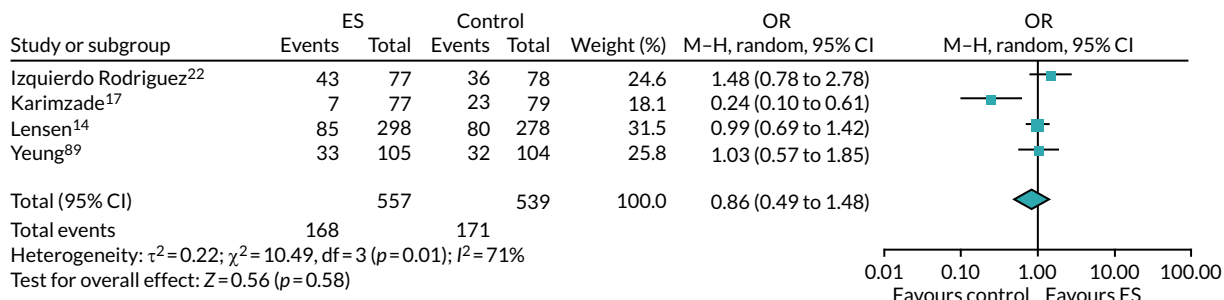 ES Control OR OR
Study or subgroup Events Total Events Total Weight (%) M–H, random, 95% CI M–H, random, 95% CI
Izquierdo Rodriguez²² 43 77 36 78 24.6 1.48 (0.78 to 2.78)
Karimzade¹⁷ 7 77 23 79 18.1 0.24 (0.10 to 0.61)
Lensen¹⁴ 85 298 80 278 31.5 0.99 (0.69 to 1.42)
Yeung⁸⁹ 33 105 32 104 25.8 1.03 (0.57 to 1.85)
Total (95% CI) 557 539 100.0 0.86 (0.49 to 1.48)
Total events 168 171
Heterogeneity: τ²=0.22; χ²=10.49, df=3 (p=0.01); I²=71%
Test for overall effect: Z=0.56 (p=0.58)
0.01 0.10 1.00 10.00 100.00
Favours control Favours ES